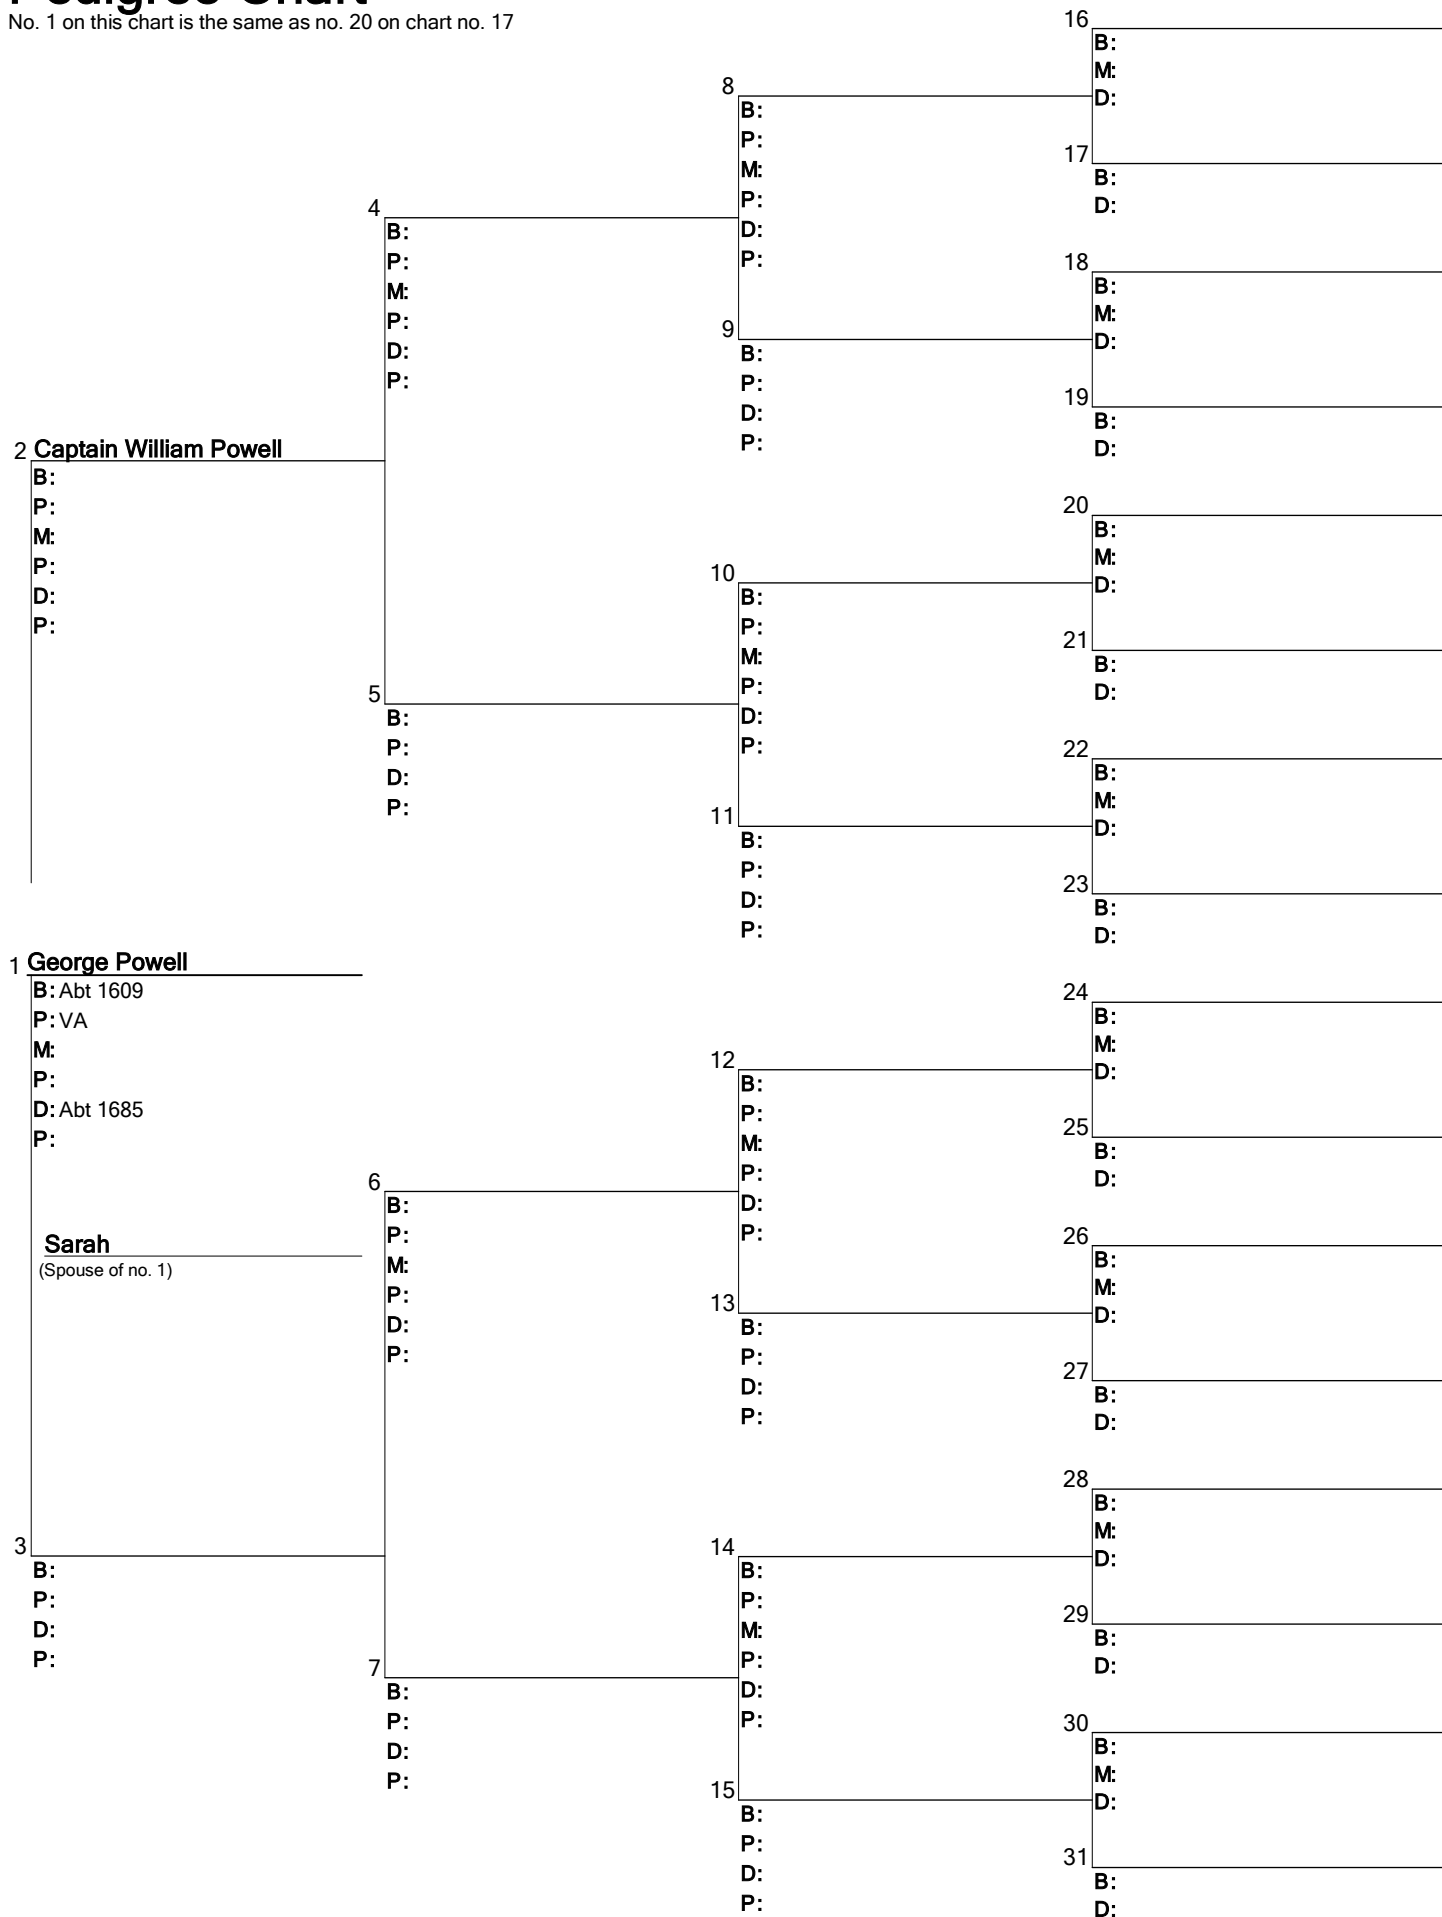 Pedigree Chart
No. 1 on this chart is the same as no. 20 on chart no. 17
2 Captain William Powell
B:
P:
M:
P:
D:
P:
1 George Powell
B: Abt 1609
P: VA
M:
P:
D: Abt 1685
P:
Sarah
(Spouse of no. 1)
3
B:
P:
D:
P:
4
B:
P:
M:
P:
D:
P:
5
B:
P:
D:
P:
6
B:
P:
M:
P:
D:
P:
7
B:
P:
D:
P:
8
B:
P:
M:
P:
D:
P:
9
B:
P:
D:
P:
10
B:
P:
M:
P:
D:
P:
11
B:
P:
D:
P:
12
B:
P:
M:
P:
D:
P:
13
B:
P:
D:
P:
14
B:
P:
M:
P:
D:
P:
15
B:
P:
D:
P:
16
B:
M:
D:
17
B:
D:
18
B:
M:
D:
19
B:
D:
20
B:
M:
D:
21
B:
D:
22
B:
M:
D:
23
B:
D:
24
B:
M:
D:
25
B:
D:
26
B:
M:
D:
27
B:
D:
28
B:
M:
D:
29
B:
D:
30
B:
M:
D:
31
B:
D: